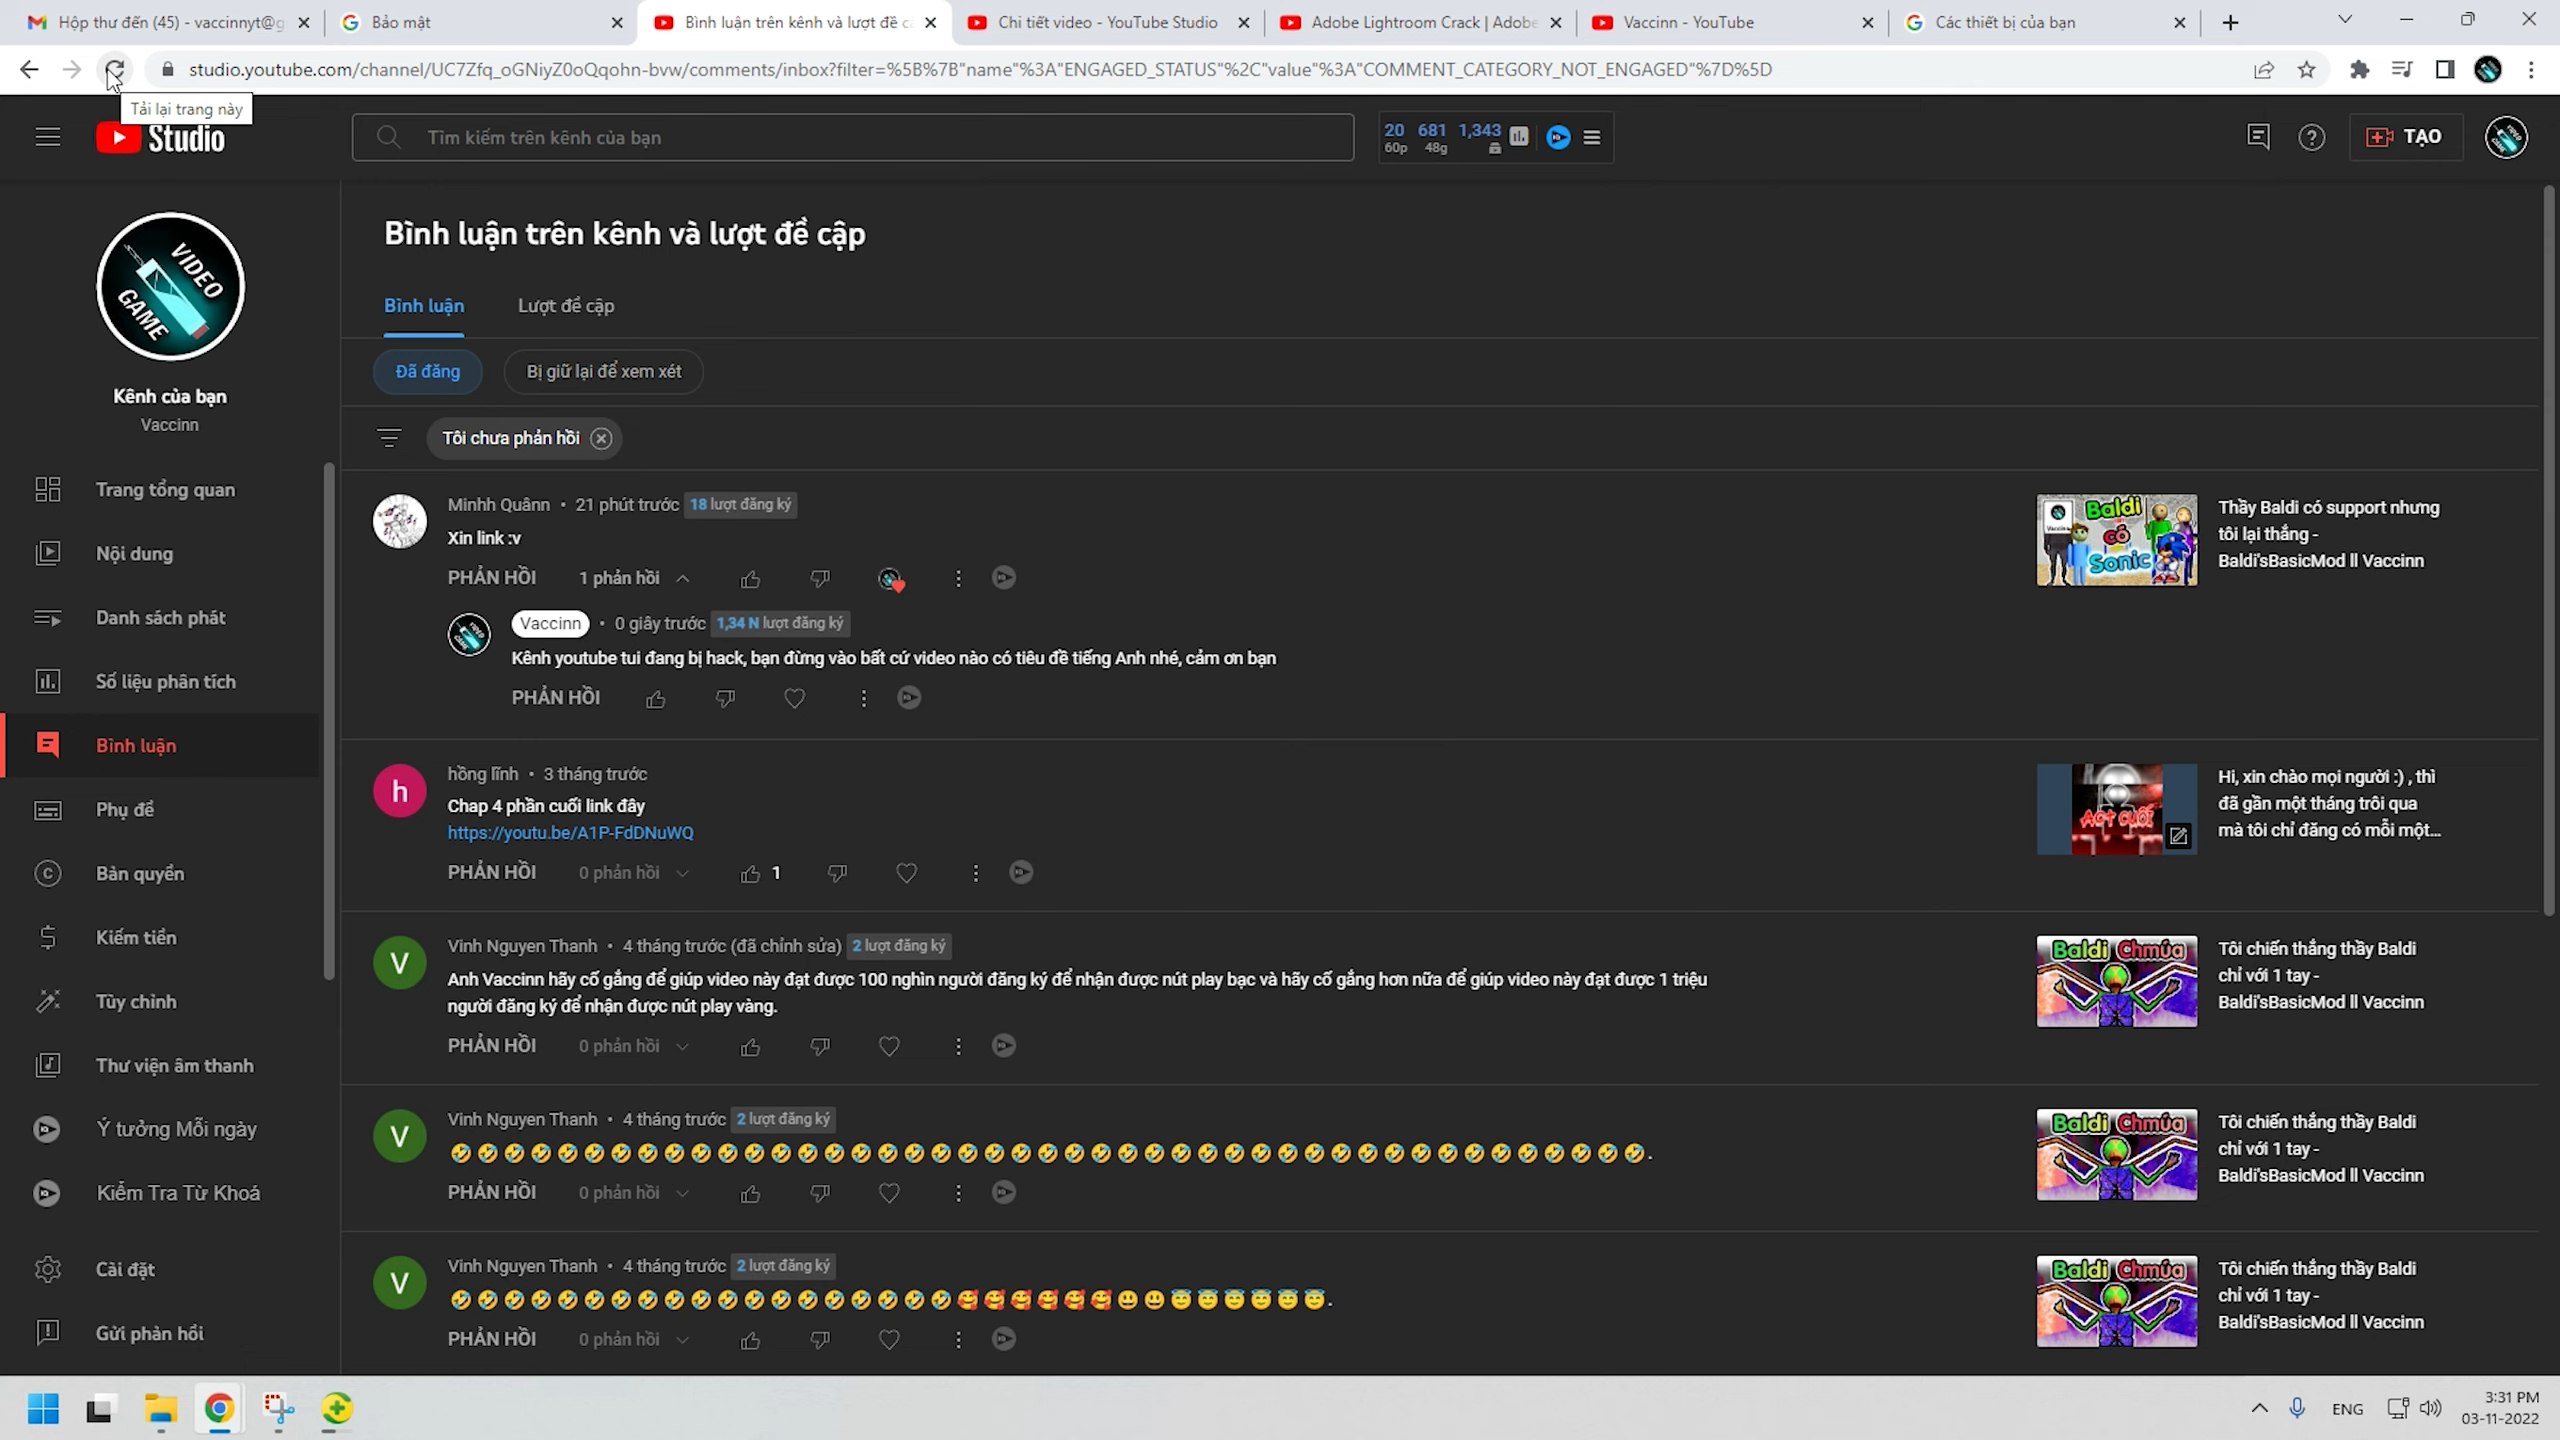 Hộp thư đến (45) - vaccinnyt@g
Bảo mật
Bình luận trên kênh và lượt đề c
Chi tiết video - YouTube Studio
Adobe Lightroom Crack | Adobe
Vaccinn - YouTube
Các thiết bị của bạn
studio.youtube.com/channel/UC7Zfq_oGNiyZ0oQqohn-bvw/comments/inbox?filter=%5B%7B"name"%3A"ENGAGED_STATUS"%2C"value"%3A"COMMENT_CATEGORY_NOT_ENGAGED"%7D%5D
Tải lại trang này
Studio
Tìm kiếm trên kênh của bạn
20 681 1,343
60p 48g
TẠO
VIDEO
GAME
Kênh của bạn
Vaccinn
Trang tổng quan
Nội dung
Danh sách phát
Số liệu phân tích
Bình luận
Phụ đề
Bản quyền
Kiếm tiền
Tùy chỉnh
Thư viện âm thanh
Ý tưởng Mỗi ngày
Kiểm Tra Từ Khoá
Cài đặt
Gửi phản hồi
Bình luận trên kênh và lượt đề cập
Bình luận
Lượt đề cập
Đã đăng
Bị giữ lại để xem xét
Tôi chưa phản hồi
Minhh Quânn • 21 phút trước 18 lượt đăng ký
Xin link :v
PHẢN HỒI 1 phản hồi
Vaccinn • 0 giây trước 1,34 N lượt đăng ký
Kênh youtube tui đang bị hack, bạn đừng vào bất cứ video nào có tiêu đề tiếng Anh nhé, cảm ơn bạn
PHẢN HỒI
Baldi
có
Sonic
Vaccinn
Thầy Baldi có support nhưng
tôi lại thắng -
Baldi'sBasicMod ll Vaccinn
h
hồng lĩnh • 3 tháng trước
Chap 4 phần cuối link đây
https://youtu.be/A1P-FdDNuWQ
PHẢN HỒI 0 phản hồi 1
ACT CUỐI
Hi, xin chào mọi người :) , thì
đã gần một tháng trôi qua
mà tôi chỉ đăng có mỗi một...
V
Vinh Nguyen Thanh • 4 tháng trước (đã chỉnh sửa) 2 lượt đăng ký
Anh Vaccinn hãy cố gắng để giúp video này đạt được 100 nghìn người đăng ký để nhận được nút play bạc và hãy cố gắng hơn nữa để giúp video này đạt được 1 triệu
người đăng ký để nhận được nút play vàng.
PHẢN HỒI 0 phản hồi
Baldi Chmúa
Tôi chiến thắng thầy Baldi
chỉ với 1 tay -
Baldi'sBasicMod ll Vaccinn
V
Vinh Nguyen Thanh • 4 tháng trước 2 lượt đăng ký
🤣🤣🤣🤣🤣🤣🤣🤣🤣🤣🤣🤣🤣🤣🤣🤣🤣🤣🤣🤣🤣🤣🤣🤣🤣🤣🤣🤣🤣🤣🤣🤣🤣🤣🤣🤣🤣🤣🤣🤣🤣🤣🤣🤣🤣.
PHẢN HỒI 0 phản hồi
Baldi Chmúa
Tôi chiến thắng thầy Baldi
chỉ với 1 tay -
Baldi'sBasicMod ll Vaccinn
V
Vinh Nguyen Thanh • 4 tháng trước 2 lượt đăng ký
🤣🤣🤣🤣🤣🤣🤣🤣🤣🤣🤣🤣🤣🤣🤣🤣🤣🤣🤣🥰🥰🥰🥰🥰🥰😃😃😇😇😇😇😇😇.
PHẢN HỒI 0 phản hồi
Baldi Chmúa
Tôi chiến thắng thầy Baldi
chỉ với 1 tay -
Baldi'sBasicMod ll Vaccinn
ENG
3:31 PM
03-11-2022